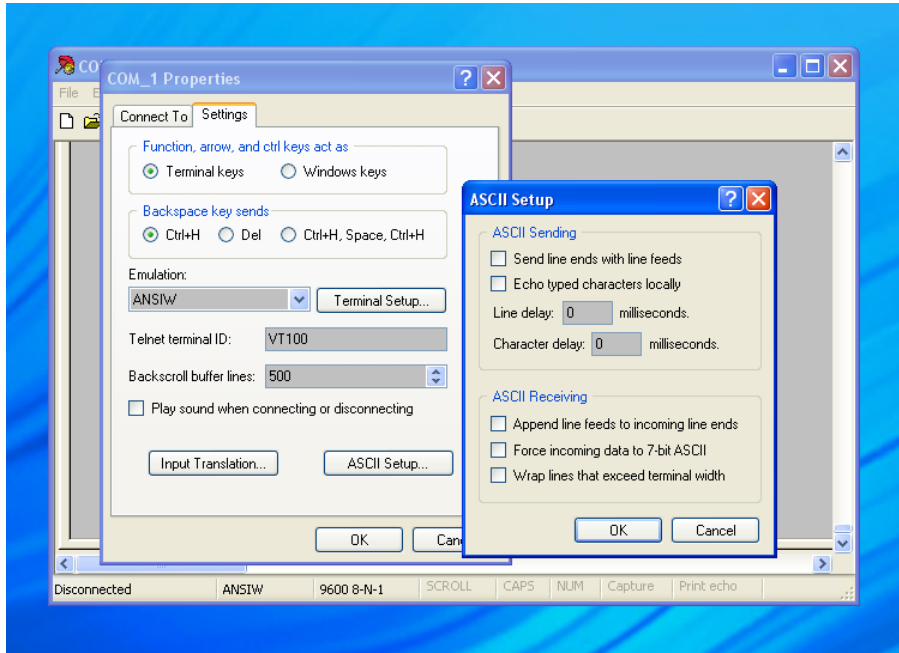 COM_1 Properties
File
Connect To
Settings
Function, arrow, and ctrl keys act as
Terminal keys
Windows keys
Backspace key sends
Ctrl+H
Del
Ctrl+H, Space, Ctrl+H
Emulation:
ANSIW
Terminal Setup...
Telnet terminal ID:
VT100
Backscroll buffer lines:
500
Play sound when connecting or disconnecting
Input Translation...
ASCII Setup...
OK
ASCII Setup
ASCII Sending
Send line ends with line feeds
Echo typed characters locally
Line delay: 0 milliseconds.
Character delay: 0 milliseconds.
ASCII Receiving
Append line feeds to incoming line ends
Force incoming data to 7-bit ASCII
Wrap lines that exceed terminal width
OK
Cancel
Disconnected
ANSIW
9600 8-N-1
SCROLL
CAPS
NUM
Capture
Print echo